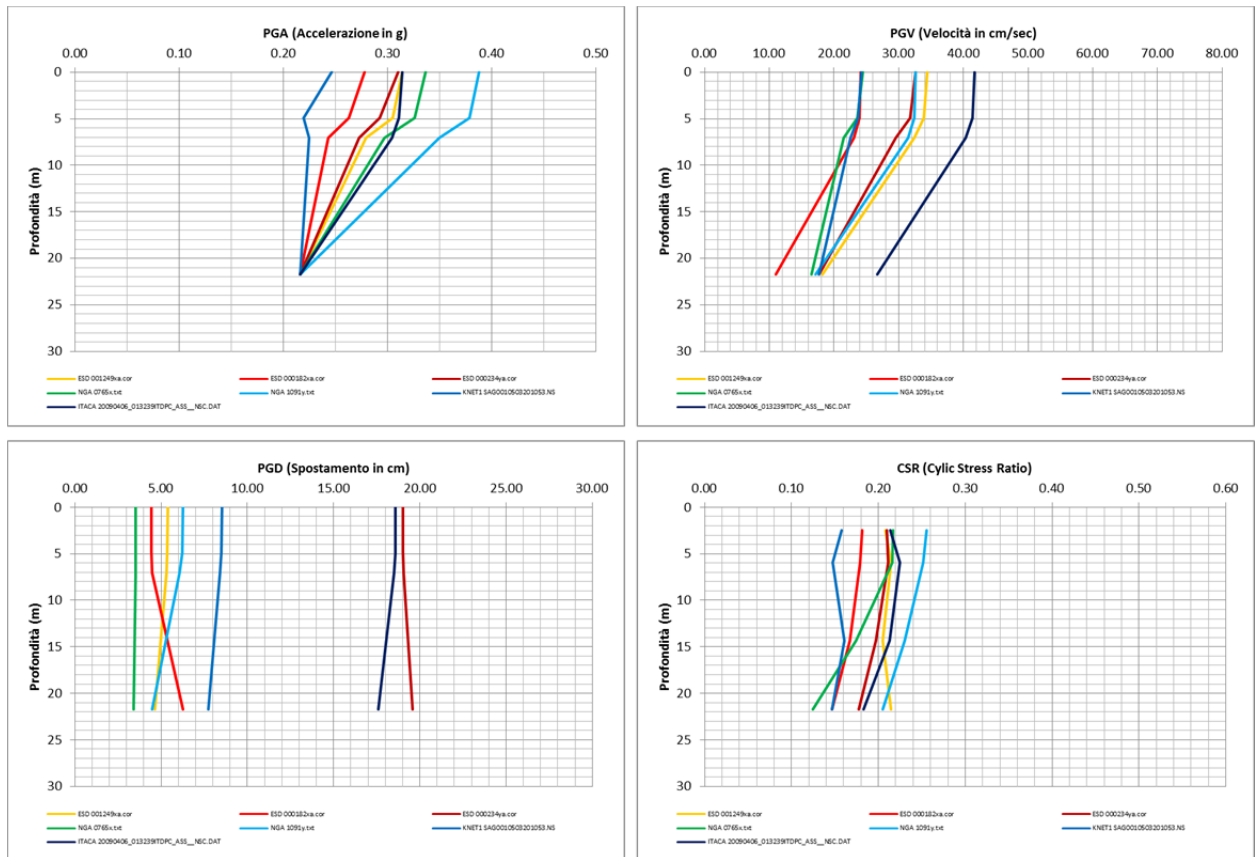 PGA (Accelerazione in g)
0.00 0.10 0.20 0.30 0.40 0.50
0
5
10
15
20
25
30
Profondità (m)
ESD 001249xa.cor ESD 000182xa.cor ESD 000234ya.cor
NGA 0765x.txt NGA 1091y.txt KNET1 SAG0010503201053.NS
ITACA 20090406_013239ITDPC_ASS__NSC.DAT
PGV (Velocità in cm/sec)
0.00 10.00 20.00 30.00 40.00 50.00 60.00 70.00 80.00
0
5
10
15
20
25
30
Profondità (m)
ESD 001249xa.cor ESD 000182xa.cor ESD 000234ya.cor
NGA 0765x.txt NGA 1091y.txt KNET1 SAG0010503201053.NS
ITACA 20090406_013239ITDPC_ASS__NSC.DAT
PGD (Spostamento in cm)
0.00 5.00 10.00 15.00 20.00 25.00 30.00
0
5
10
15
20
25
30
Profondità (m)
ESD 001249xa.cor ESD 000182xa.cor ESD 000234ya.cor
NGA 0765x.txt NGA 1091y.txt KNET1 SAG0010503201053.NS
ITACA 20090406_013239ITDPC_ASS__NSC.DAT
CSR (Cylic Stress Ratio)
0.00 0.10 0.20 0.30 0.40 0.50 0.60
0
5
10
15
20
25
30
Profondità (m)
ESD 001249xa.cor ESD 000182xa.cor ESD 000234ya.cor
NGA 0765x.txt NGA 1091y.txt KNET1 SAG0010503201053.NS
ITACA 20090406_013239ITDPC_ASS__NSC.DAT